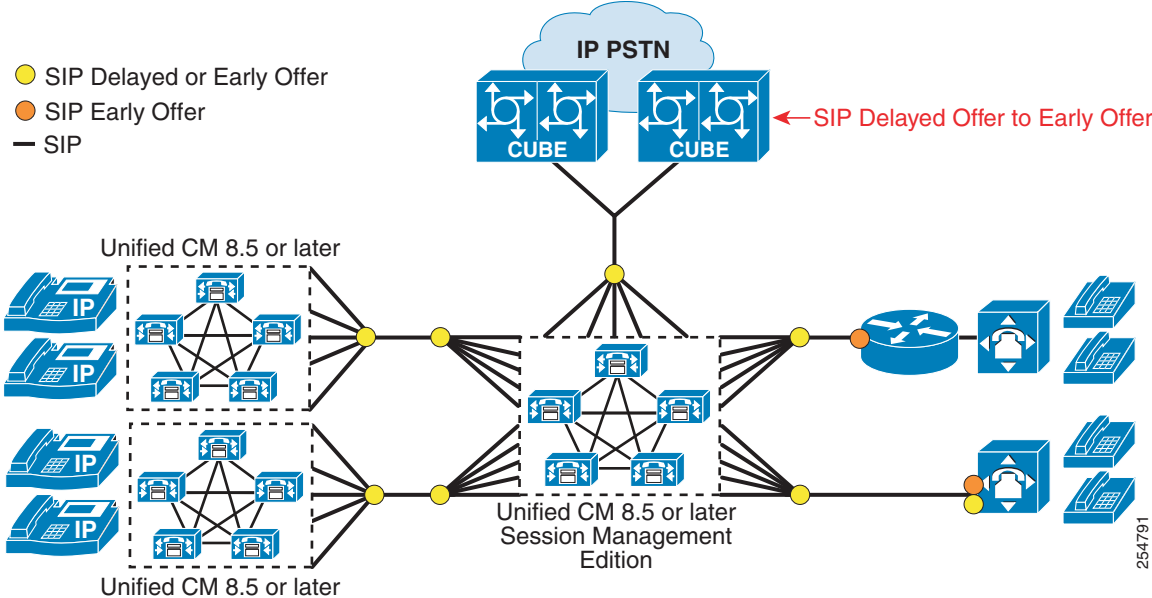 IP PSTN
SIP Delayed or Early Offer
SIP Early Offer
SIP
CUBE
CUBE
SIP Delayed Offer to Early Offer
Unified CM 8.5 or later
IP
IP
IP
IP
Unified CM 8.5 or later
Session Management
Edition
Unified CM 8.5 or later
254791